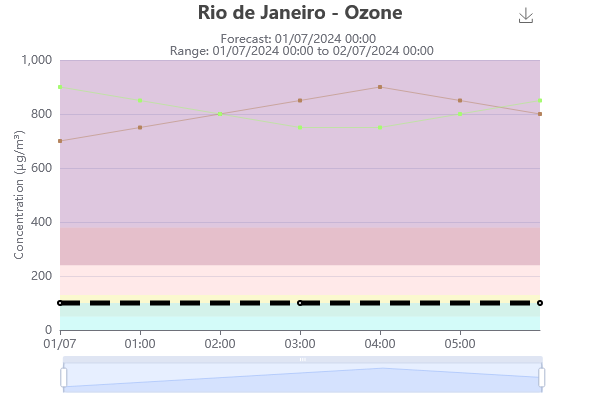 Rio de Janeiro - Ozone
Forecast: 01/07/2024 00:00
Range: 01/07/2024 00:00 to 02/07/2024 00:00
Concentration (µg/m³)
1,000
800
600
400
200
0
01/07 01:00 02:00 03:00 04:00 05:00